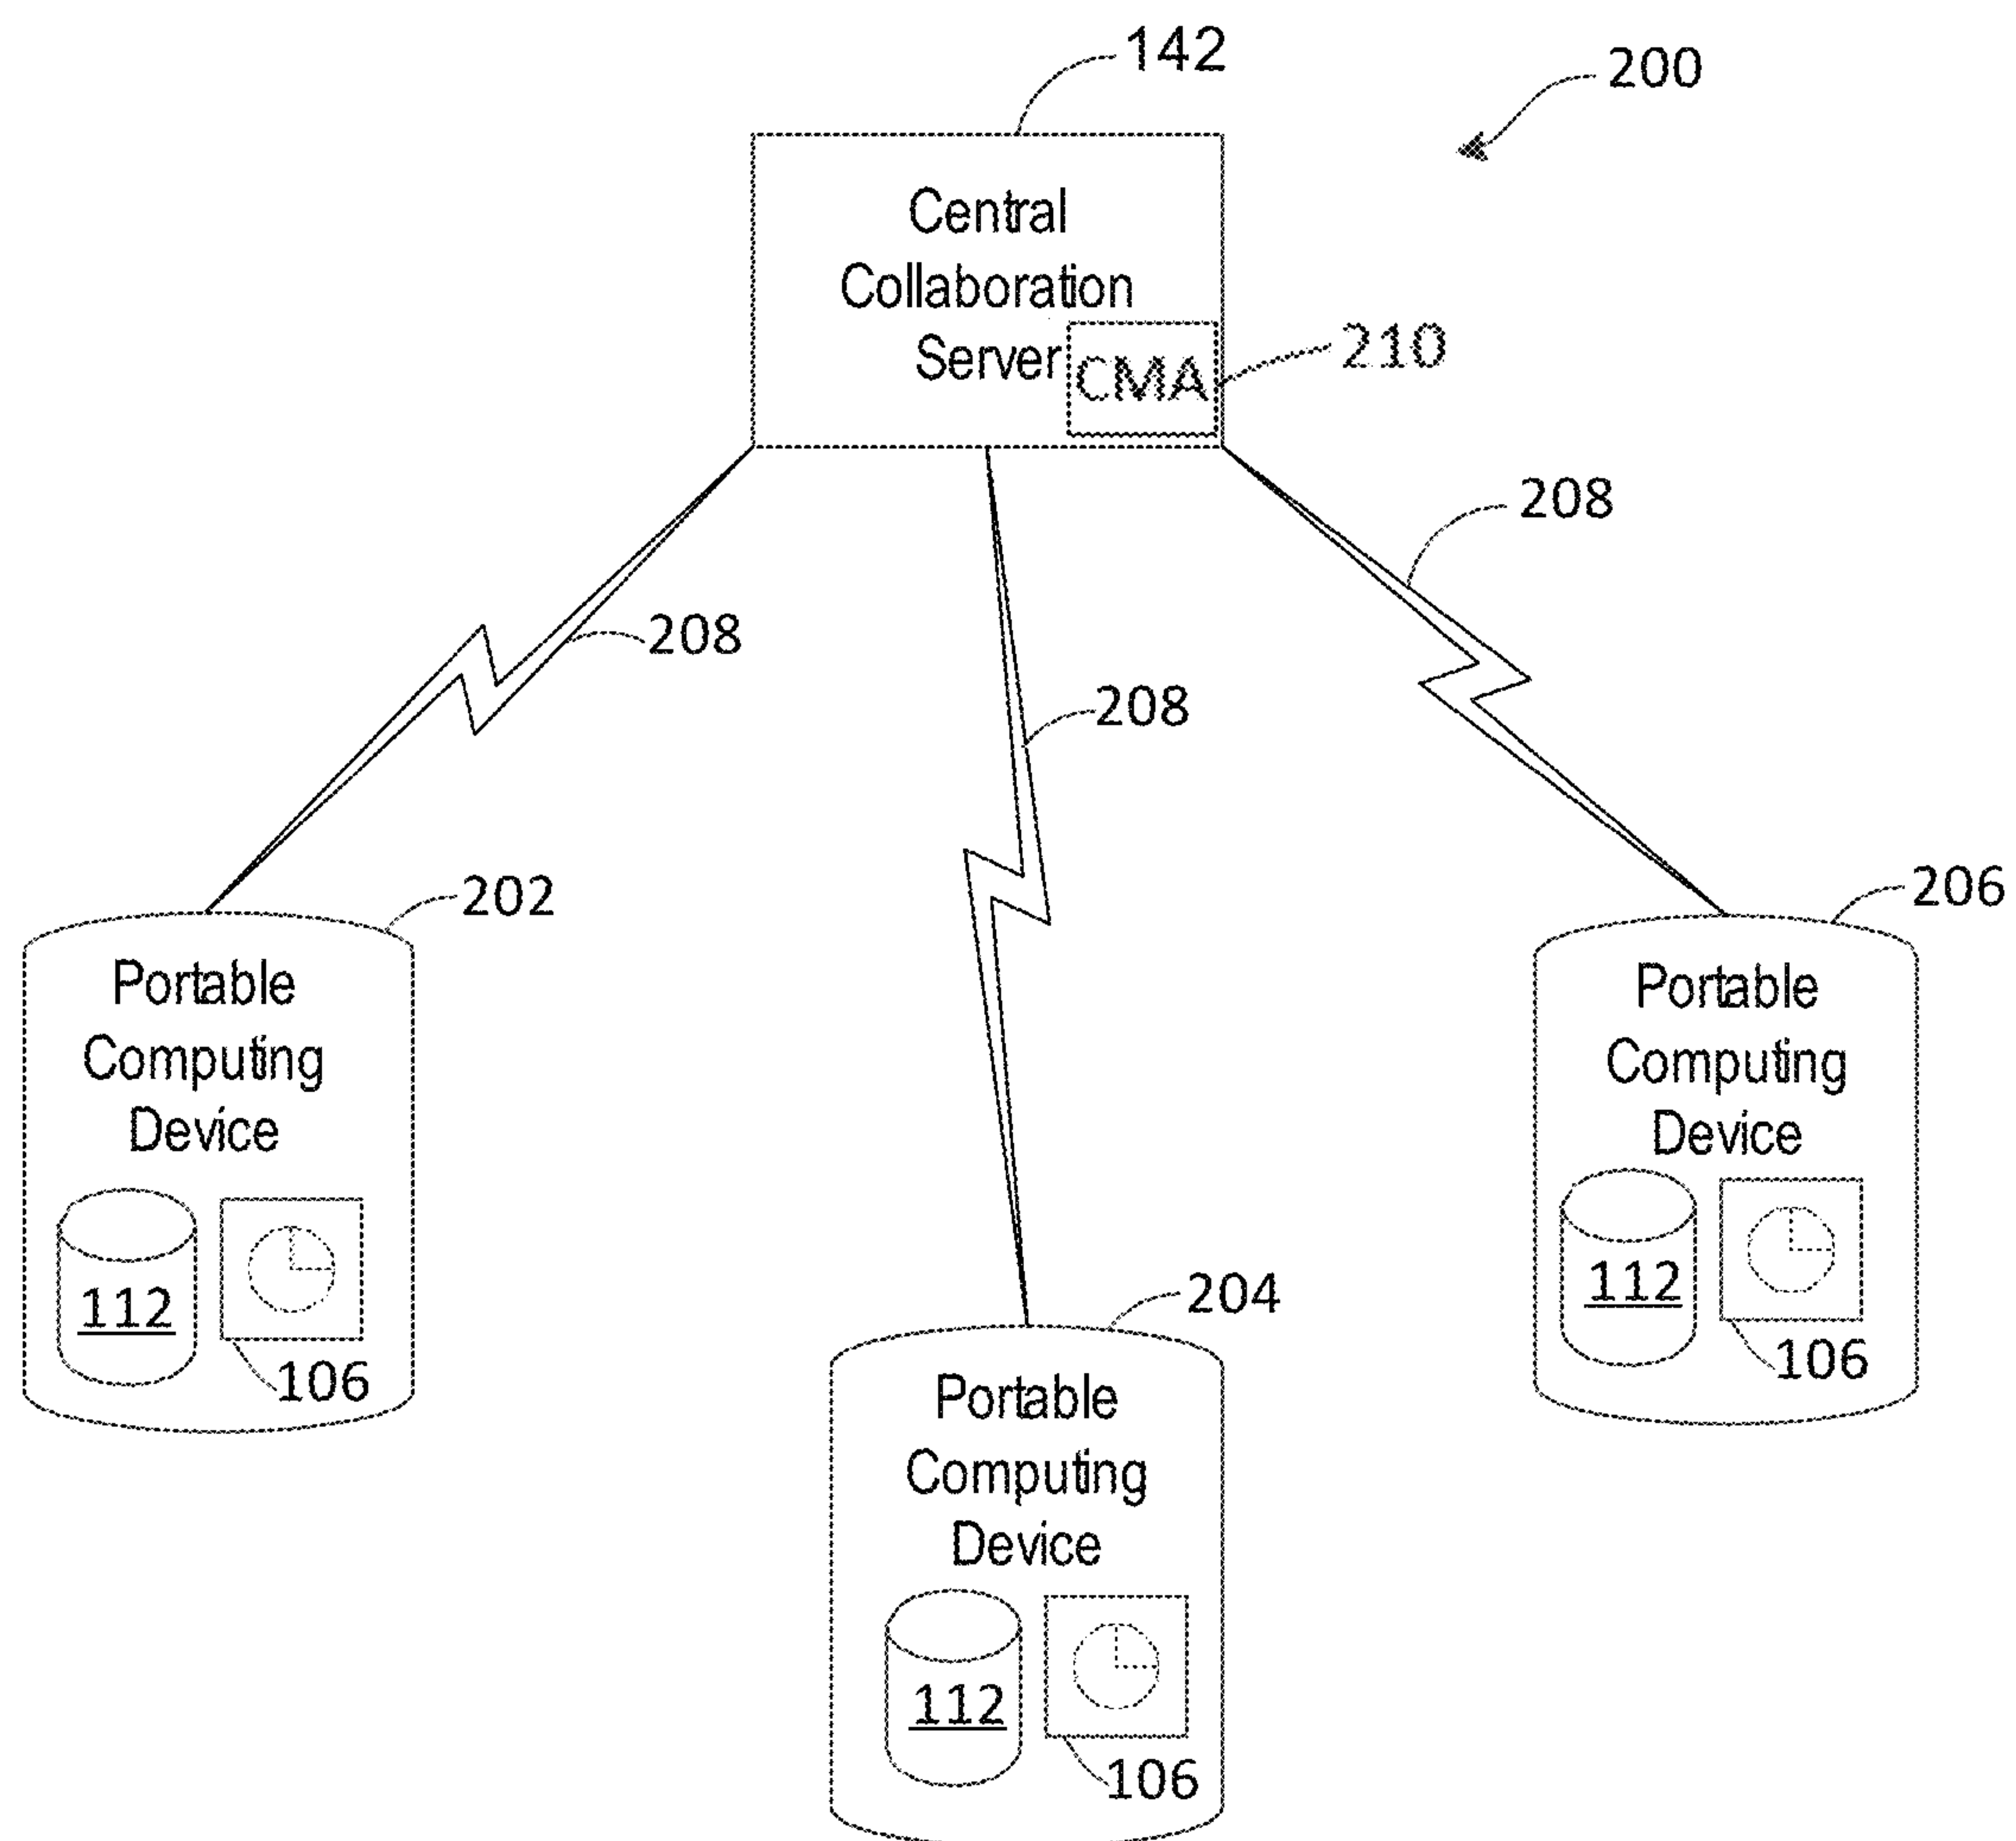 142
200
Central
Collaboration
Server
CMA
210
208
208
208
202
Portable
Computing
Device
112
106
206
Portable
Computing
Device
112
106
204
Portable
Computing
Device
112
106